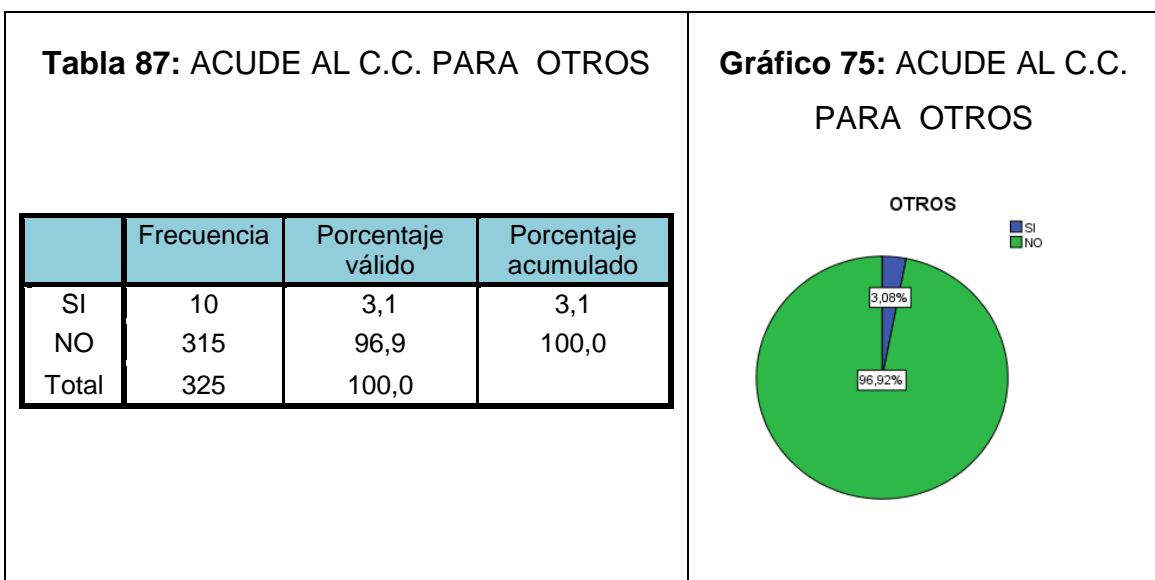 Tabla 87: ACUDE AL C.C. PARA OTROS
Frecuencia Porcentaje válido Porcentaje acumulado
SI 10 3,1 3,1
NO 315 96,9 100,0
Total 325 100,0
Gráfico 75: ACUDE AL C.C.
PARA OTROS
OTROS
SI
NO
3,08%
96,92%